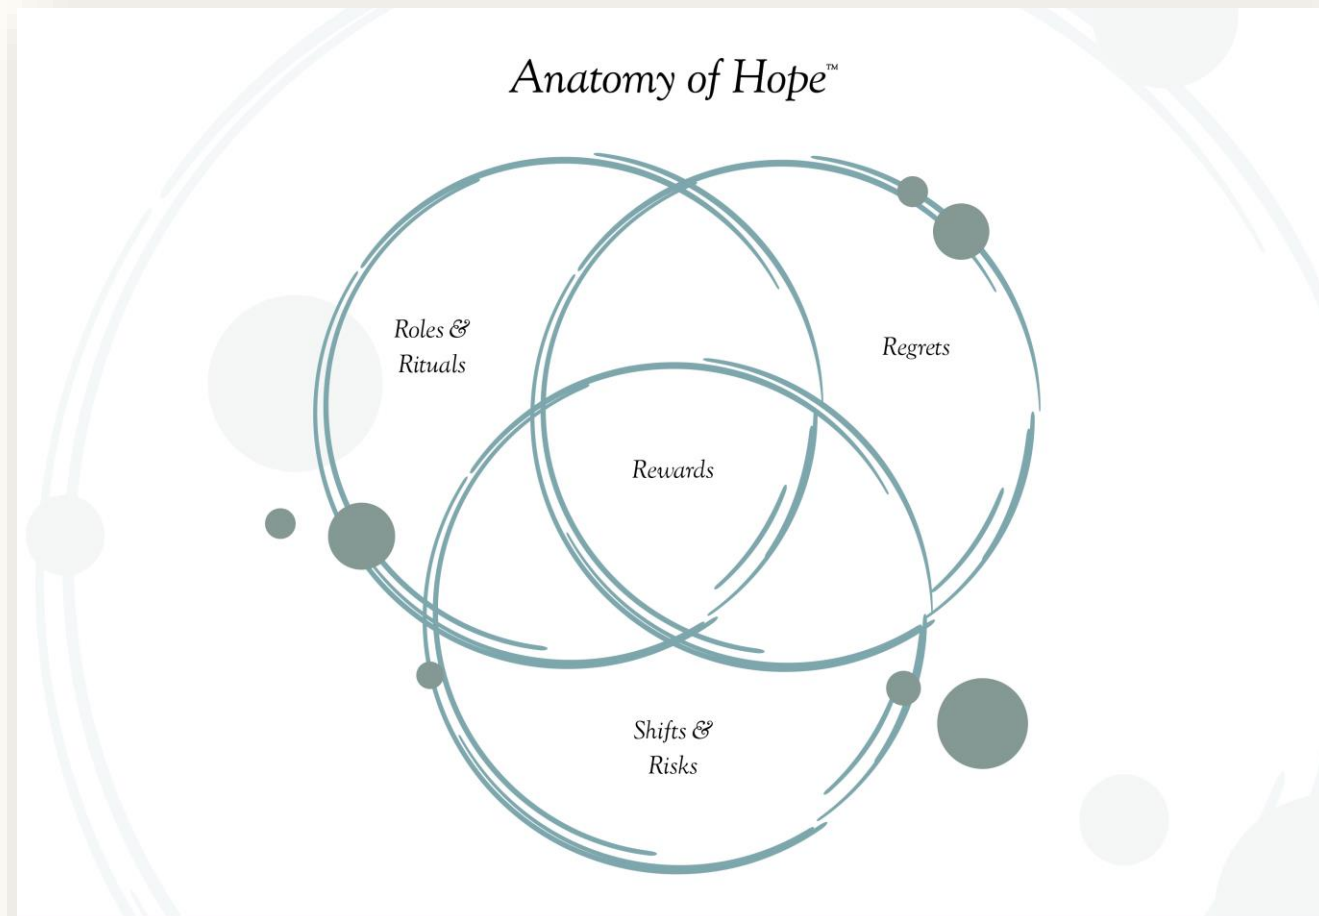 Anatomy of Hope™
Roles &
Rituals
Regrets
Rewards
Shifts &
Risks